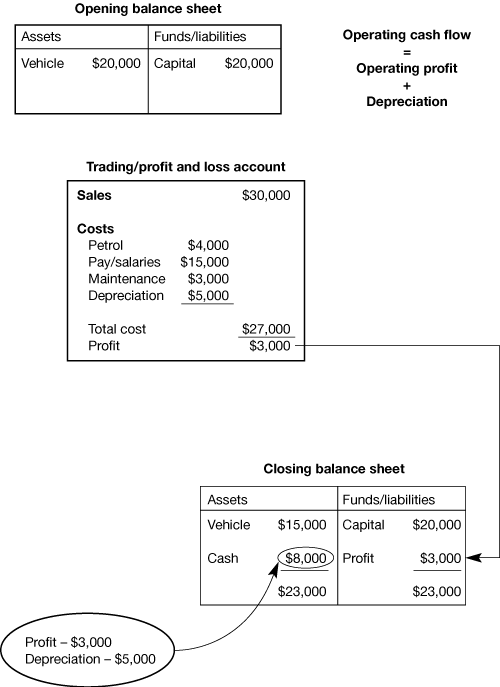 Opening balance sheet
Assets Funds/liabilities
Vehicle $20,000 Capital $20,000
Operating cash flow
=
Operating profit
+
Depreciation
Trading/profit and loss account
Sales $30,000
Costs
Petrol $4,000
Pay/salaries $15,000
Maintenance $3,000
Depreciation $5,000
Total cost $27,000
Profit $3,000
Closing balance sheet
Assets Funds/liabilities
Vehicle $15,000 Capital $20,000
Cash $8,000 Profit $3,000
$23,000 $23,000
Profit – $3,000
Depreciation – $5,000